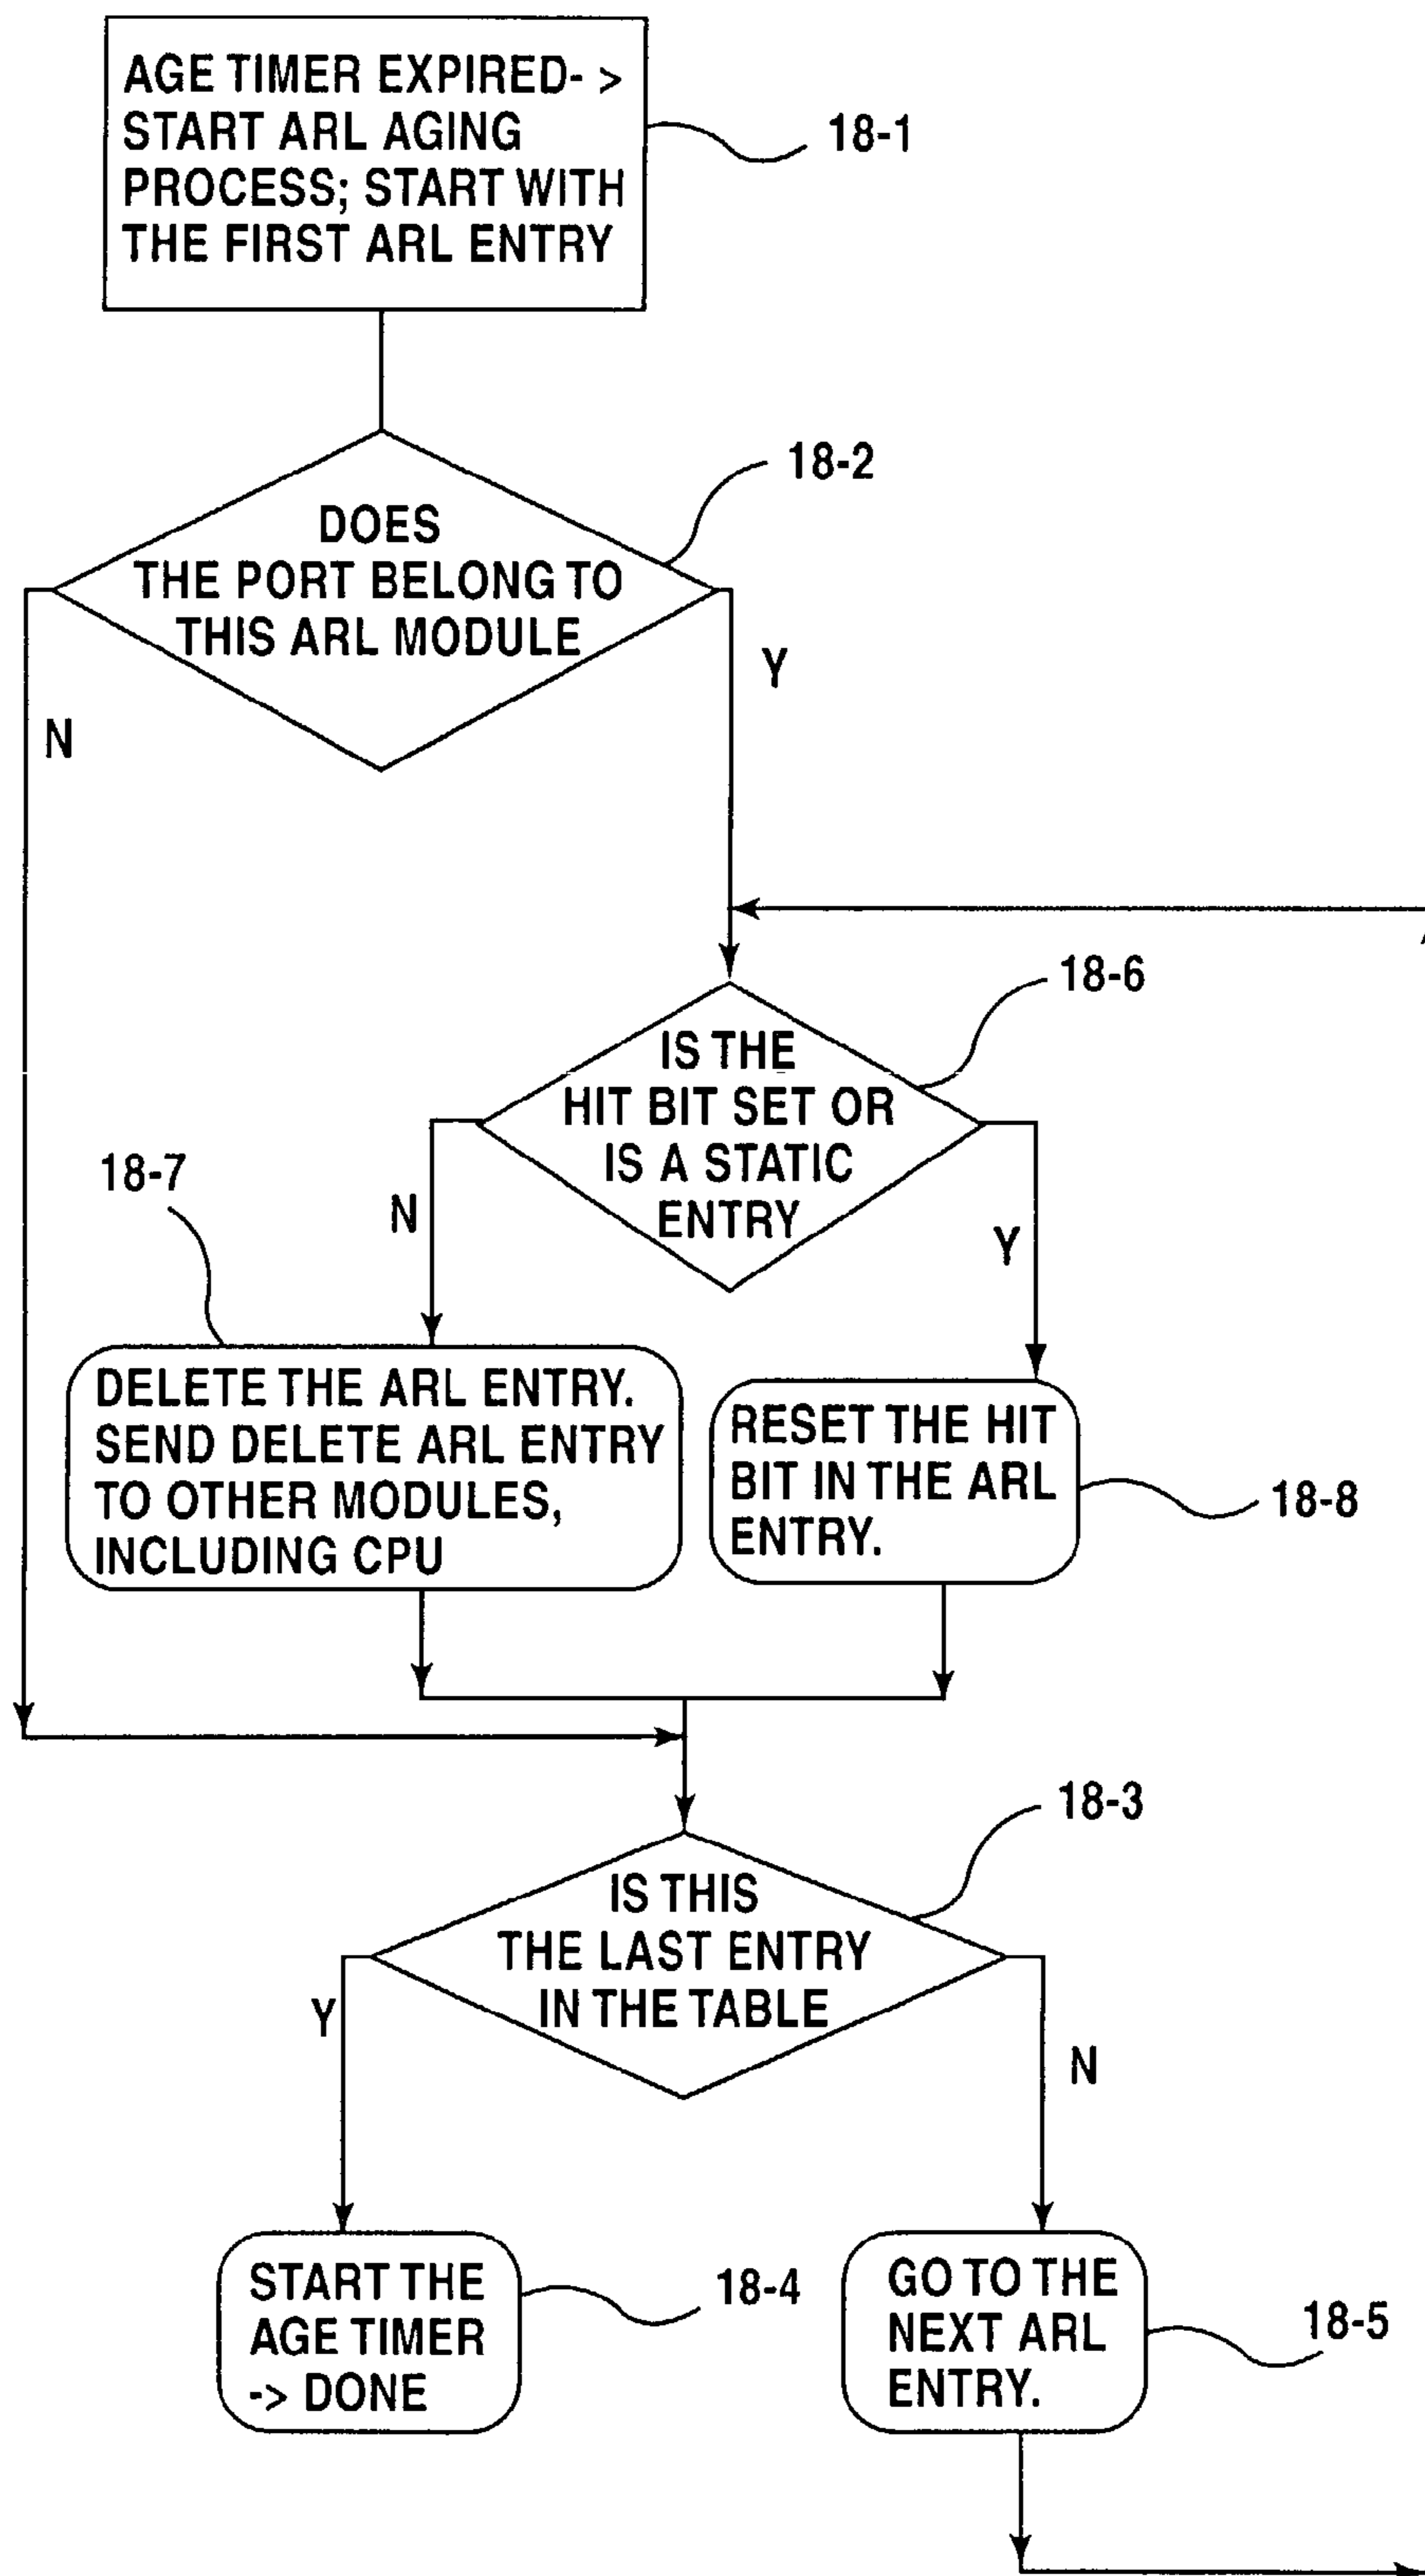 AGE TIMER EXPIRED- >
START ARL AGING
PROCESS; START WITH
THE FIRST ARL ENTRY
18-1
18-2
DOES
THE PORT BELONG TO
THIS ARL MODULE
N
Y
18-6
IS THE
HIT BIT SET OR
IS A STATIC
ENTRY
18-7
N
Y
DELETE THE ARL ENTRY.
SEND DELETE ARL ENTRY
TO OTHER MODULES,
INCLUDING CPU
RESET THE HIT
BIT IN THE ARL
ENTRY.
18-8
18-3
IS THIS
THE LAST ENTRY
IN THE TABLE
Y
N
START THE
AGE TIMER
-> DONE
18-4
GO TO THE
NEXT ARL
ENTRY.
18-5